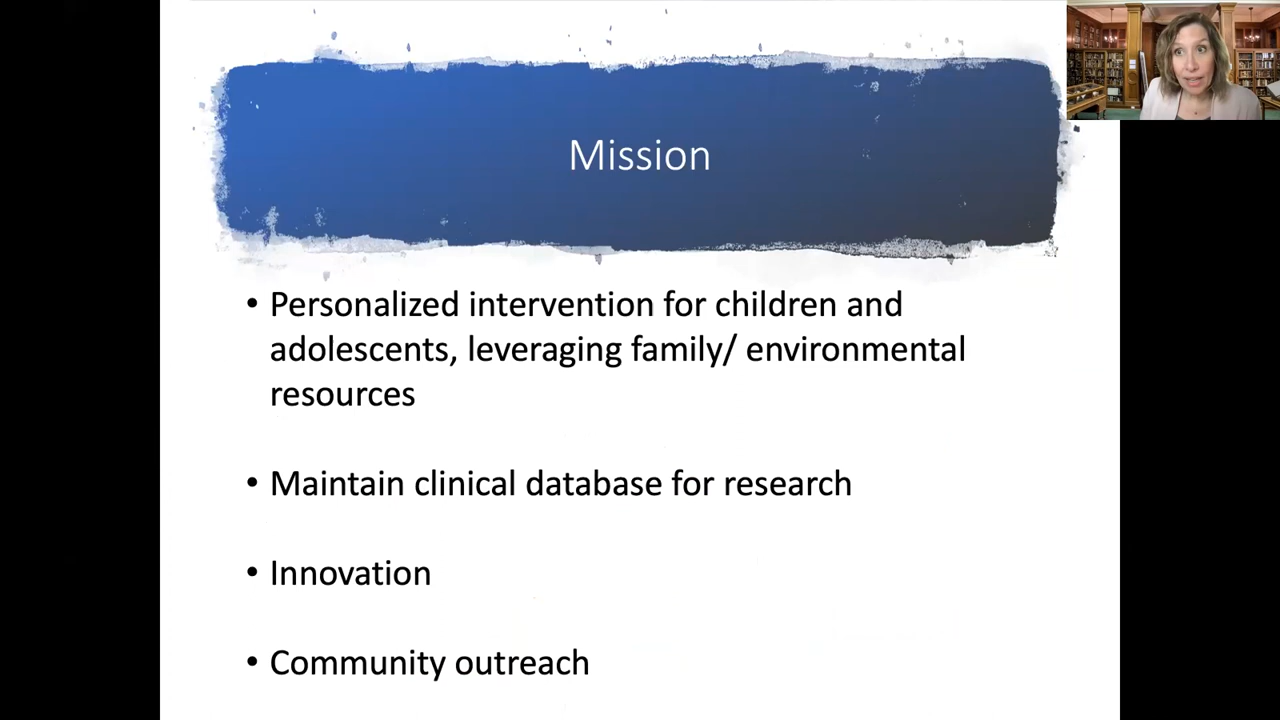 Mission
• Personalized intervention for children and
adolescents, leveraging family/ environmental
resources
• Maintain clinical database for research
• Innovation
• Community outreach